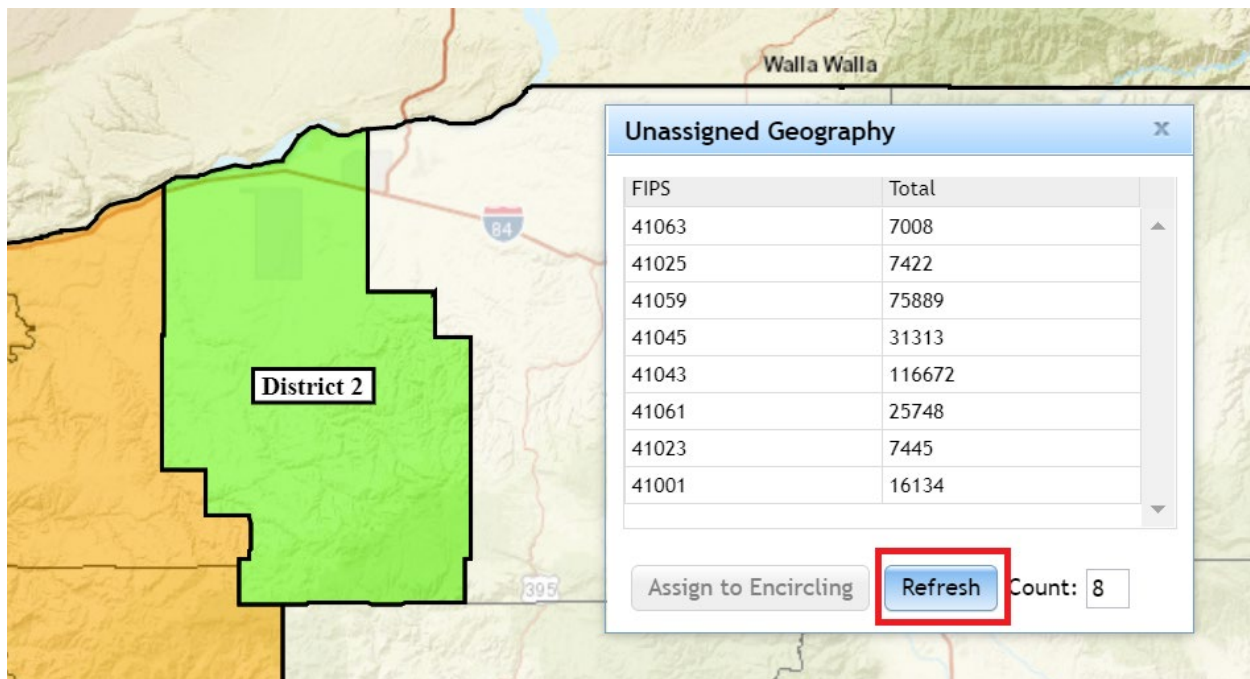 Walla Walla
Unassigned Geography x
FIPS Total
41063 7008
41025 7422
41059 75889
41045 31313
41043 116672
41061 25748
41023 7445
41001 16134
Assign to Encircling Refresh Count: 8
84
District 2
395